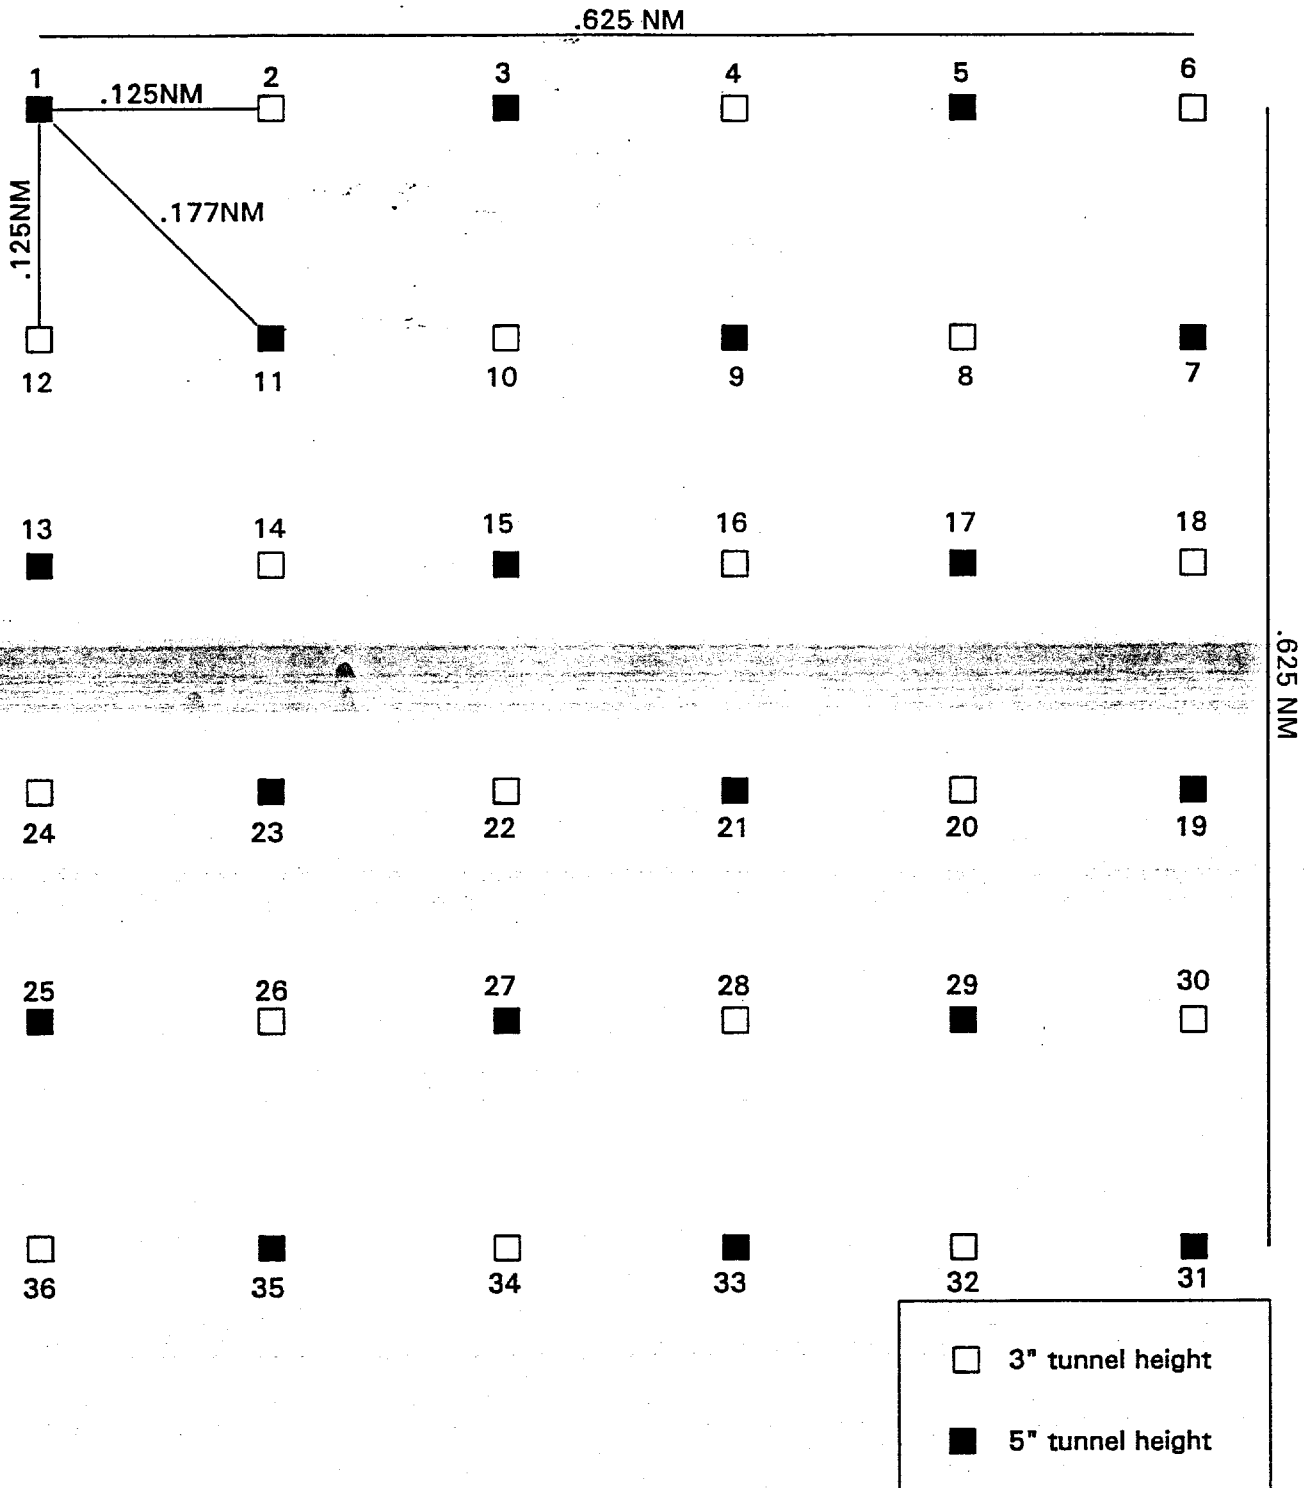 .625 NM
1 2 3 4 5 6
.125NM
.125NM
.177NM
12 11 10 9 8 7
13 14 15 16 17 18
.625 NM
24 23 22 21 20 19
25 26 27 28 29 30
36 35 34 33 32 31
3" tunnel height
5" tunnel height